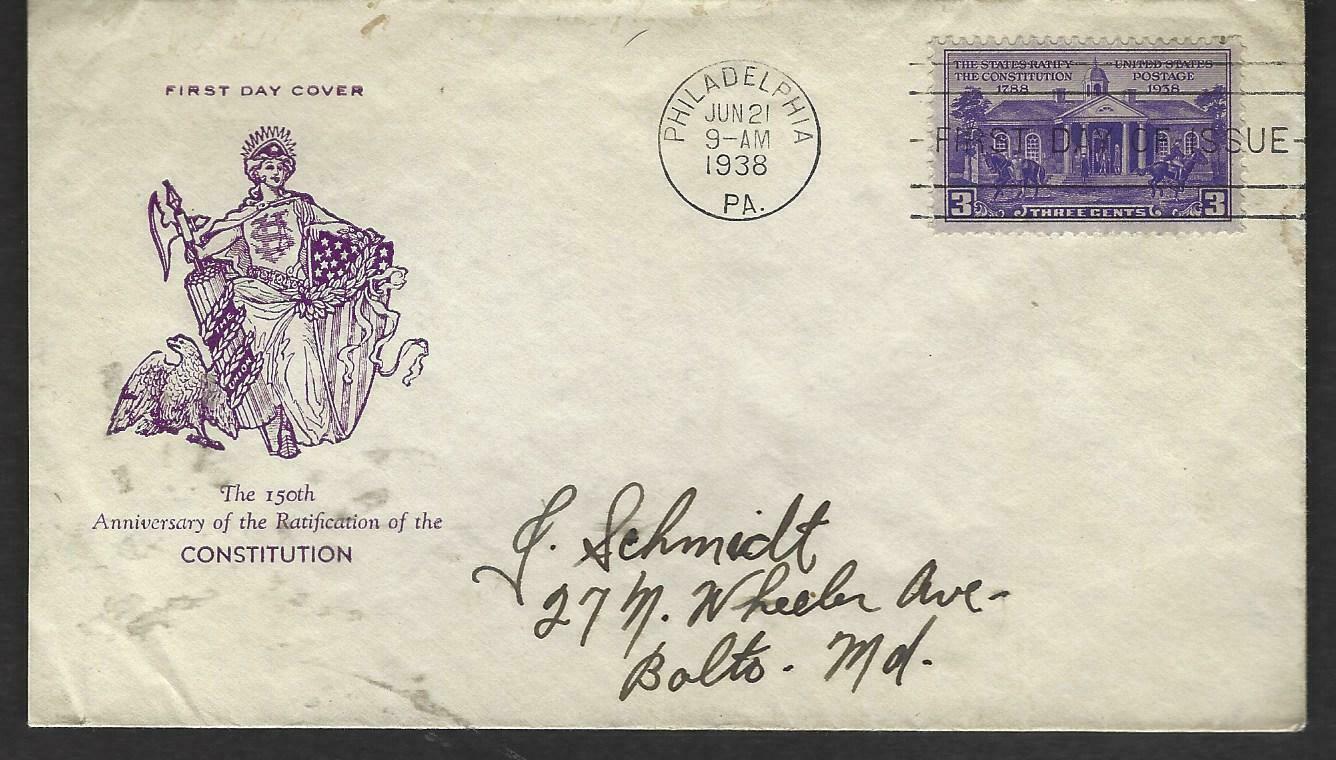 FIRST DAY COVER
PHILADELPHIA
JUN 21
9-AM
1938
PA.
THE STATES RATIFY THE CONSTITUTION 1788
UNITED STATES POSTAGE 1938
FIRST DAY OF ISSUE
3 THREE CENTS 3
UNION
The 150th
Anniversary of the Ratification of the
CONSTITUTION
J. Schmidt
27 N. Wheeler Ave-
Balto. Md.